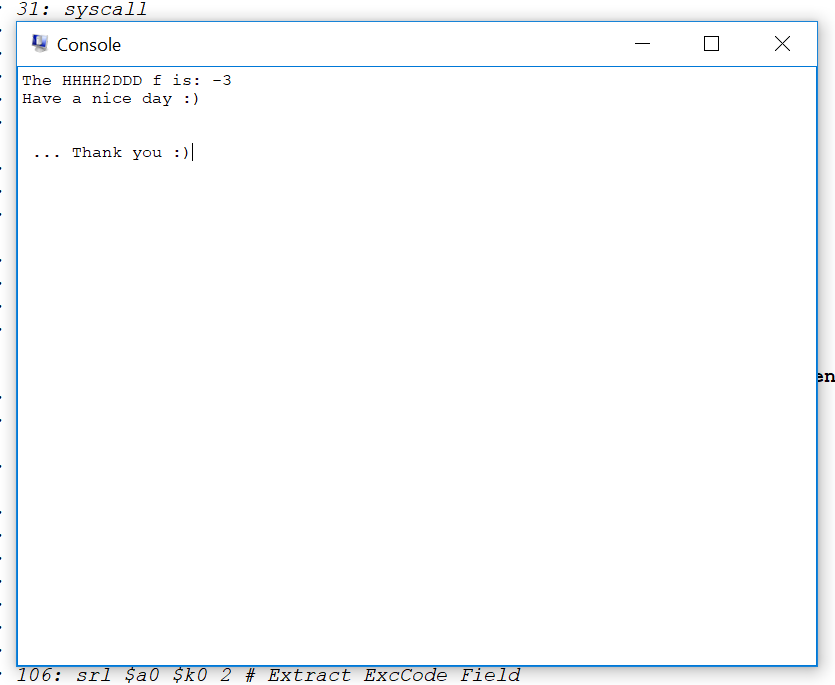 31: syscall
Console
The HHHH2DDD f is: -3
Have a nice day :)
... Thank you :)
en
106: srl $a0 $k0 2 # Extract ExcCode Field